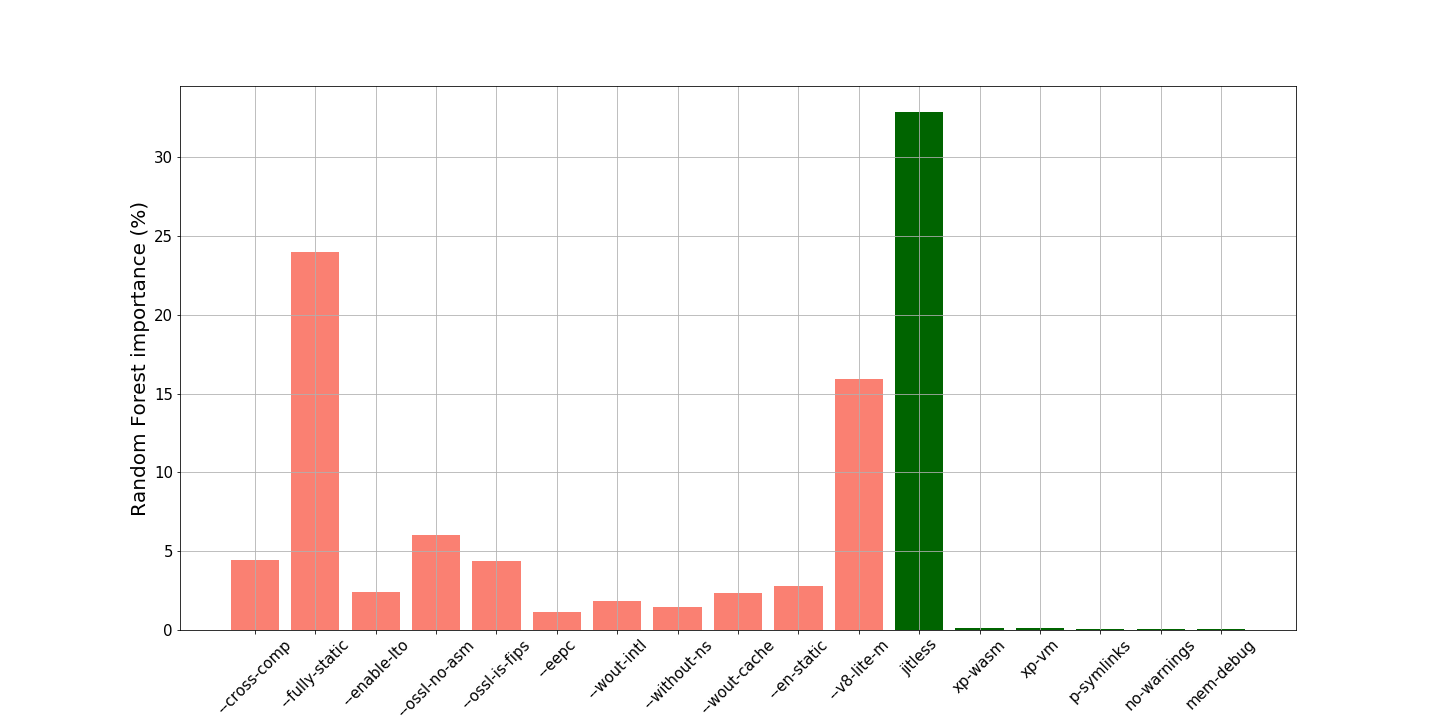 Random Forest importance (%)
30
25
20
15
10
5
0
--cross-comp
--fully-static
--enable-lto
--ossl-no-asm
--ossl-is-fips
--eepc
--wout-intl
--without-ns
--wout-cache
--en-static
--v8-lite-m
jitless
xp-wasm
xp-vm
p-symlinks
no-warnings
mem-debug